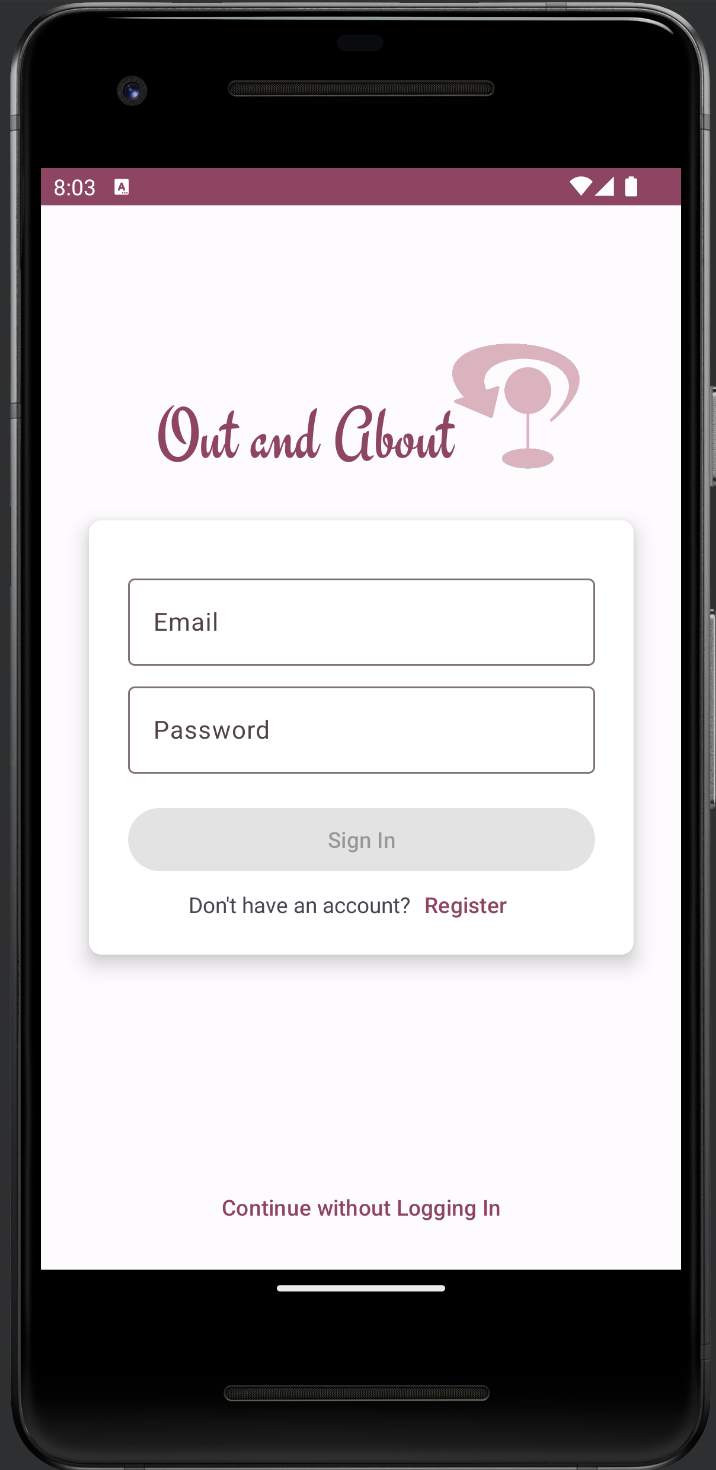 8:03
Out and About
Email
Password
Sign In
Don't have an account? Register
Continue without Logging In